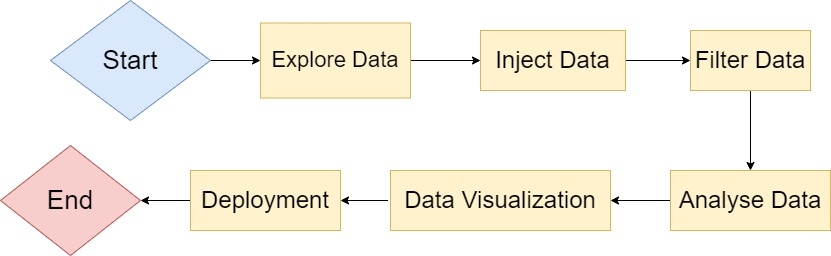 Start
Explore Data
Inject Data
Filter Data
Analyse Data
Data Visualization
Deployment
End